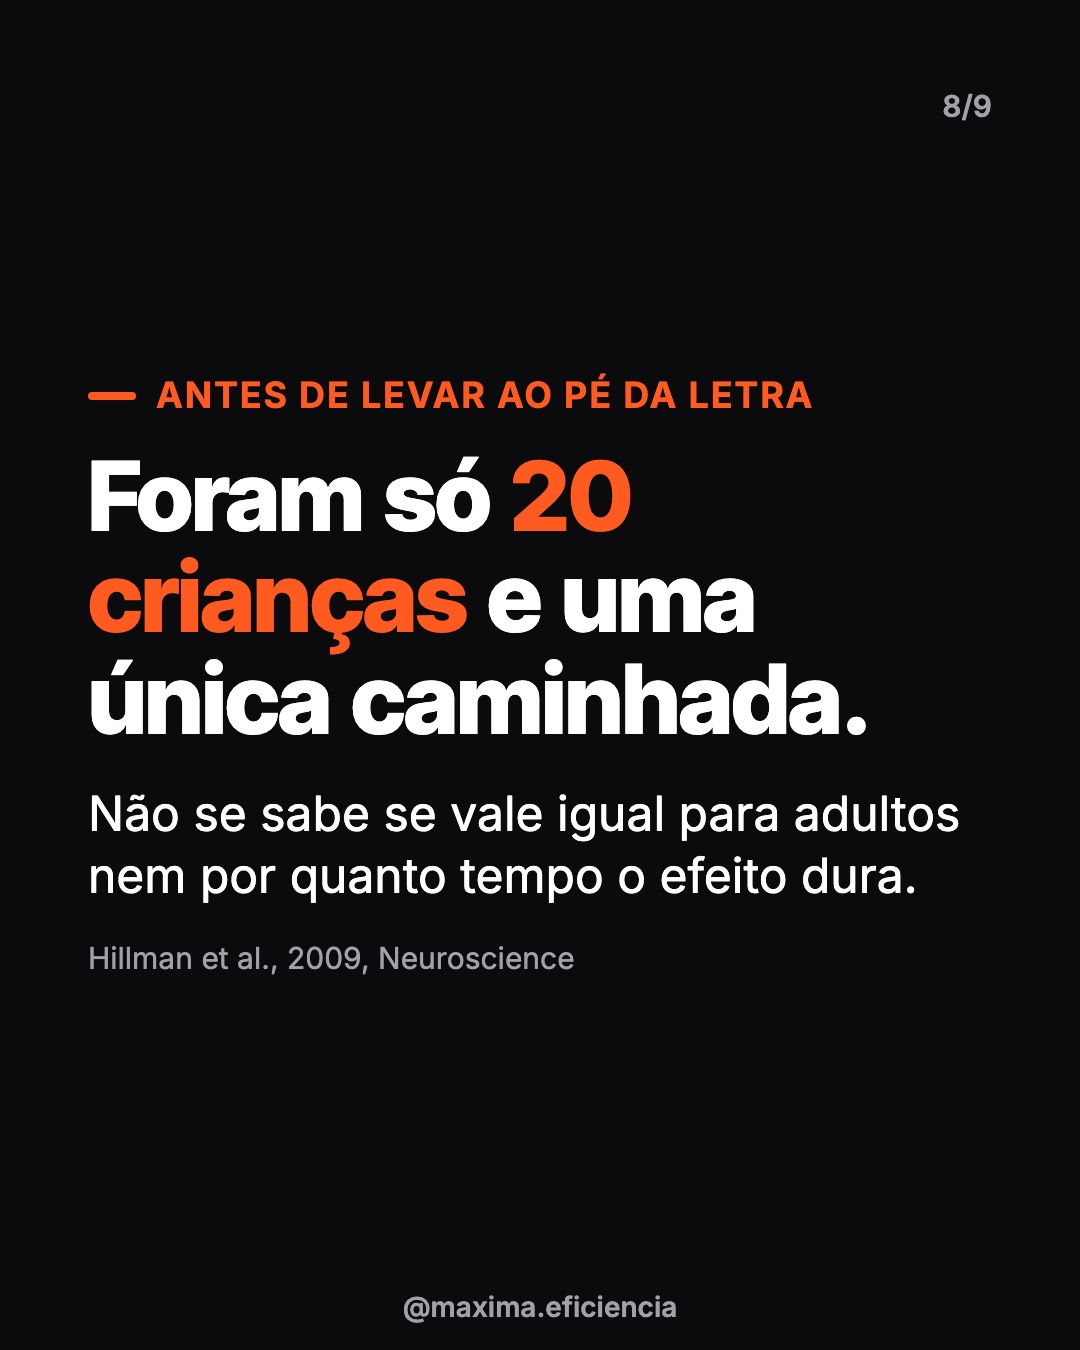 8/9
ANTES DE LEVAR AO PÉ DA LETRA
Foram só 20
crianças e uma
única caminhada.
Não se sabe se vale igual para adultos
nem por quanto tempo o efeito dura.
Hillman et al., 2009, Neuroscience
@maxima.eficiencia